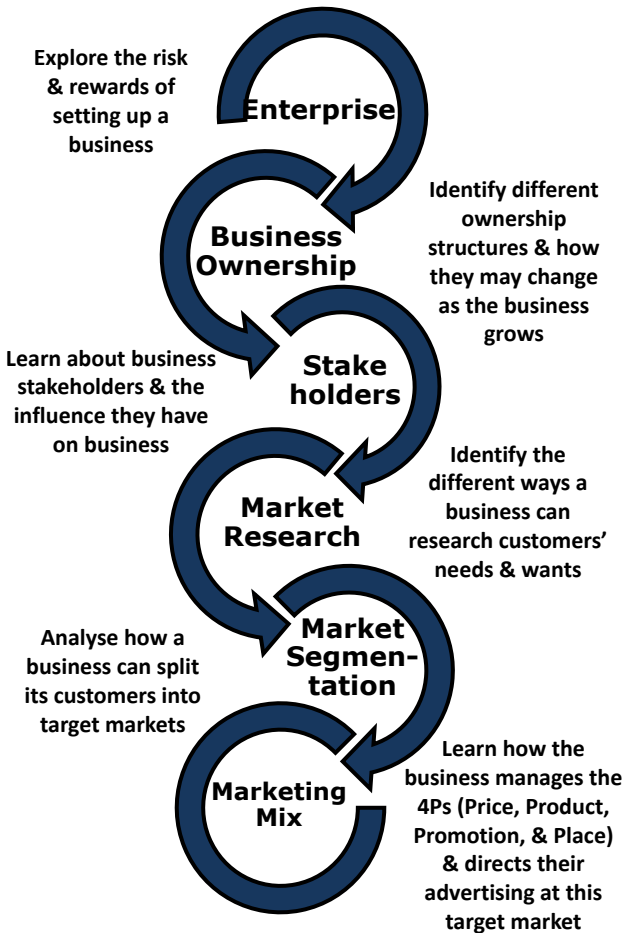 Explore the risk
& rewards of
setting up a
business
Enterprise
Identify different
ownership
structures & how
they may change
as the business
grows
Business
Ownership
Learn about business
stakeholders & the
influence they have
on business
Stake
holders
Identify the
different ways a
business can
research customers’
needs & wants
Market
Research
Analyse how a
business can split
its customers into
target markets
Market
Segmen-
tation
Learn how the
business manages the
4Ps (Price, Product,
Promotion, & Place)
& directs their
advertising at this
target market
Marketing
Mix